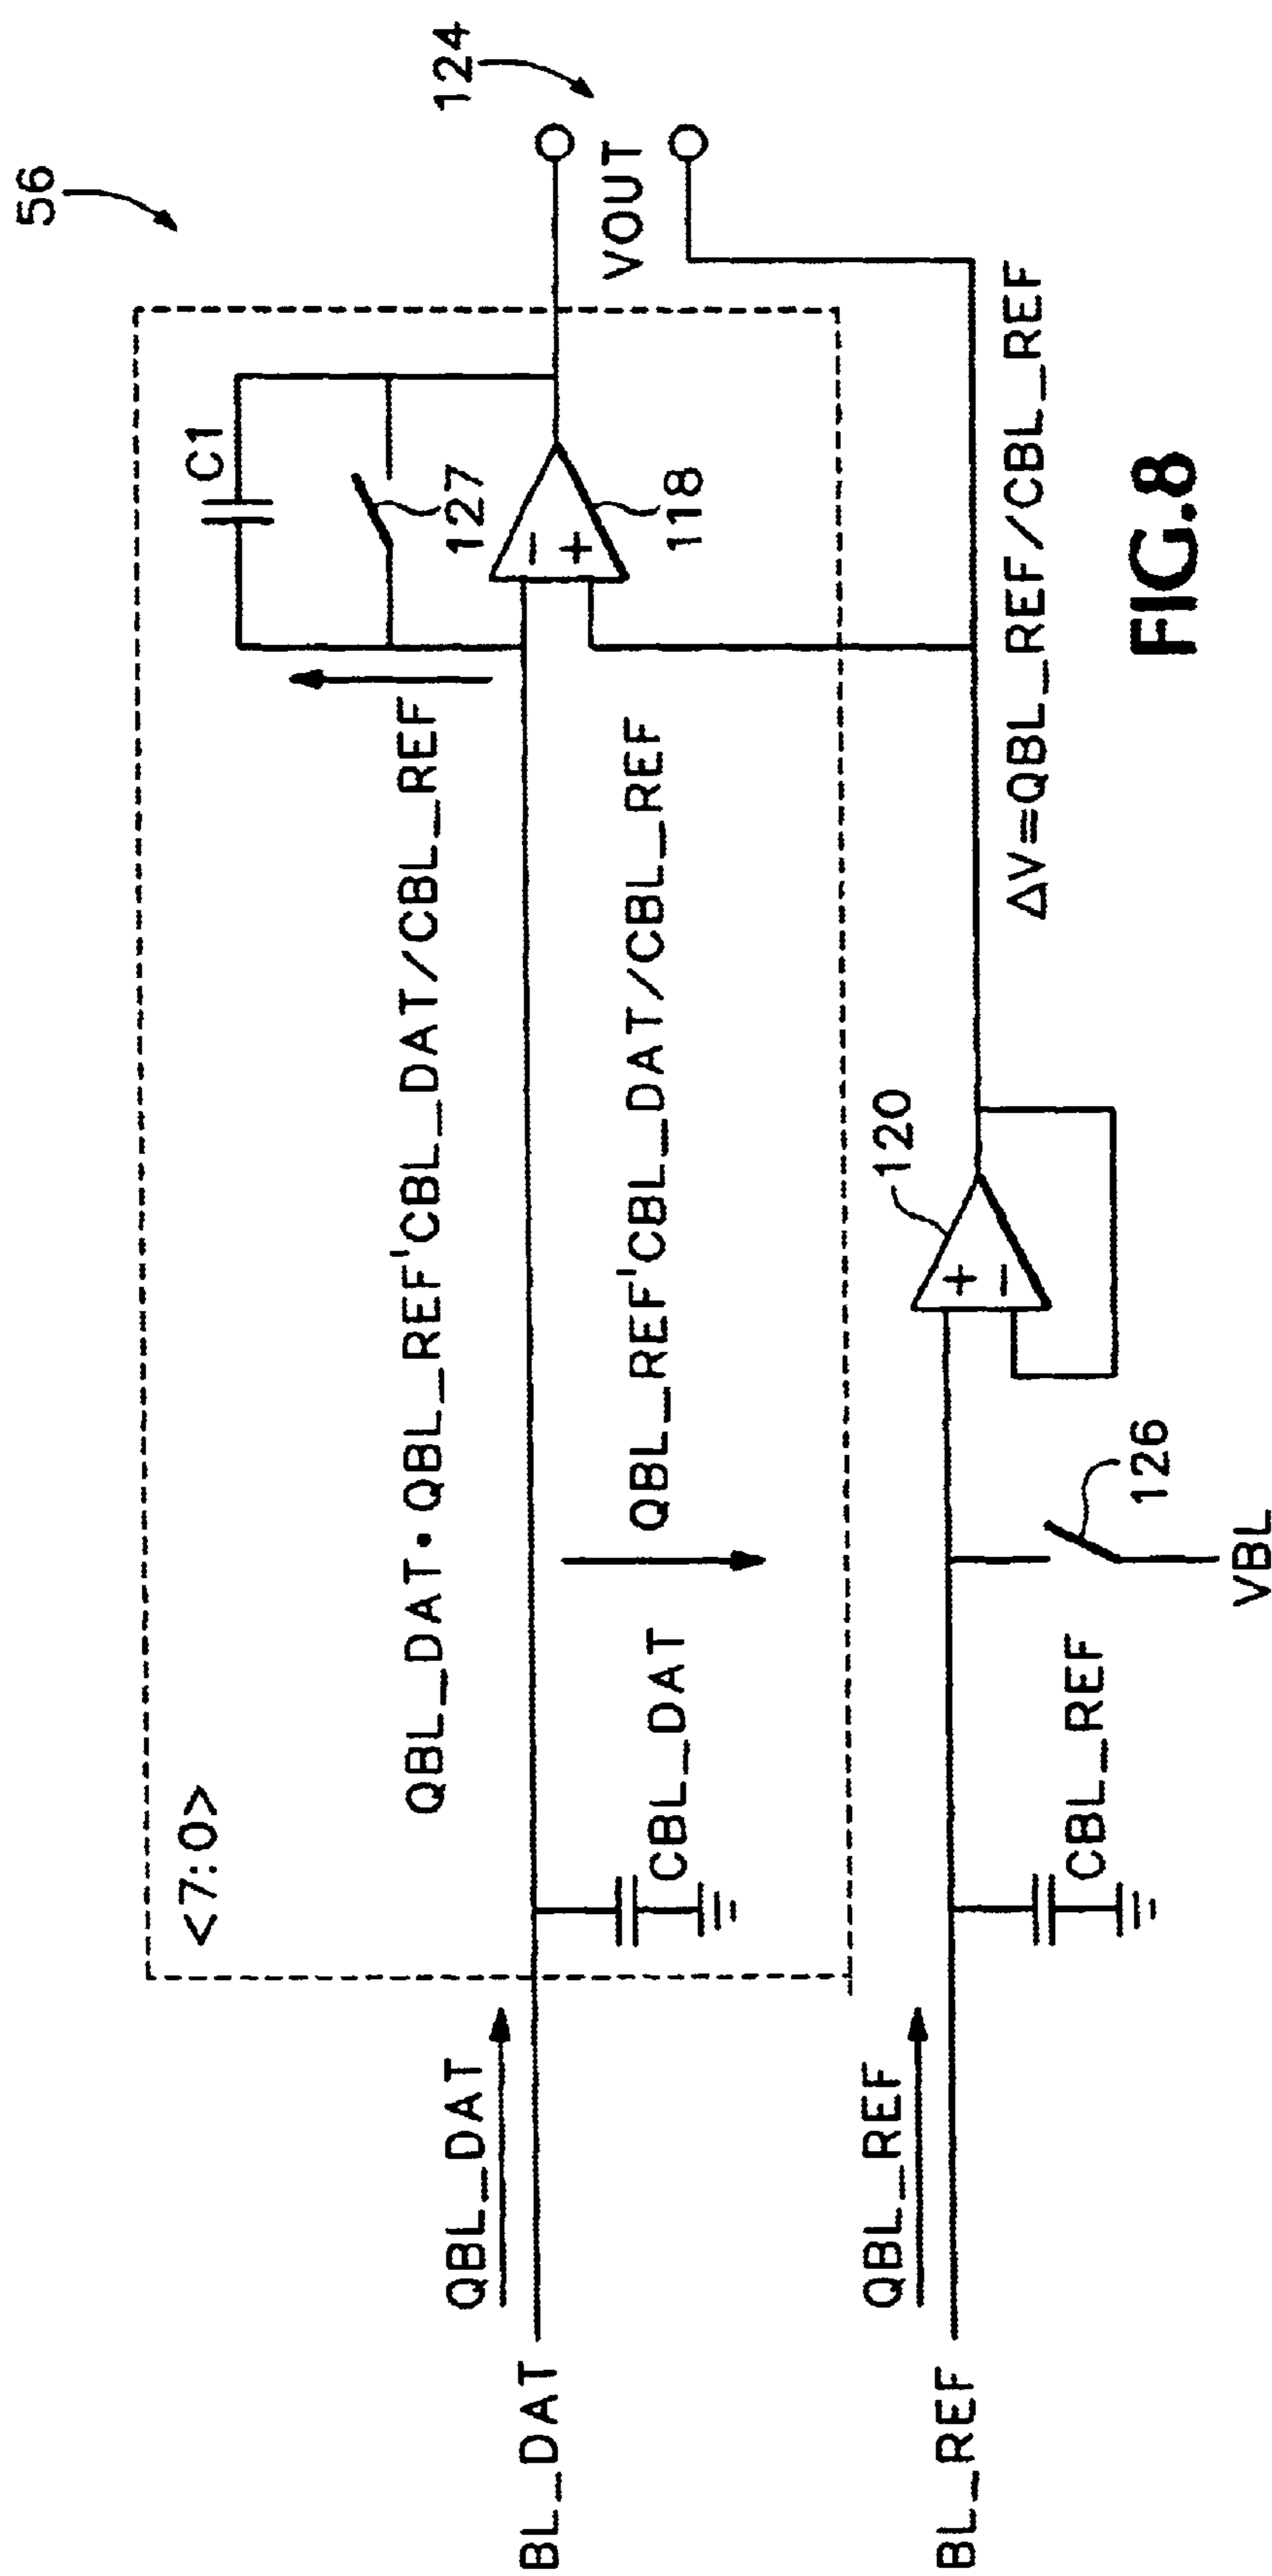 56
124
<7:0>
C1
127
QBL_DAT•QBL_REF'CBL_DAT/CBL_REF
QBL_DAT
BL_DAT
118
VOUT
CBL_DAT
QBL_REF'CBL_DAT/CBL_REF
120
QBL_REF
BL_REF
ΔV=QBL_REF/CBL_REF
CBL_REF
126
VBL
FIG.8